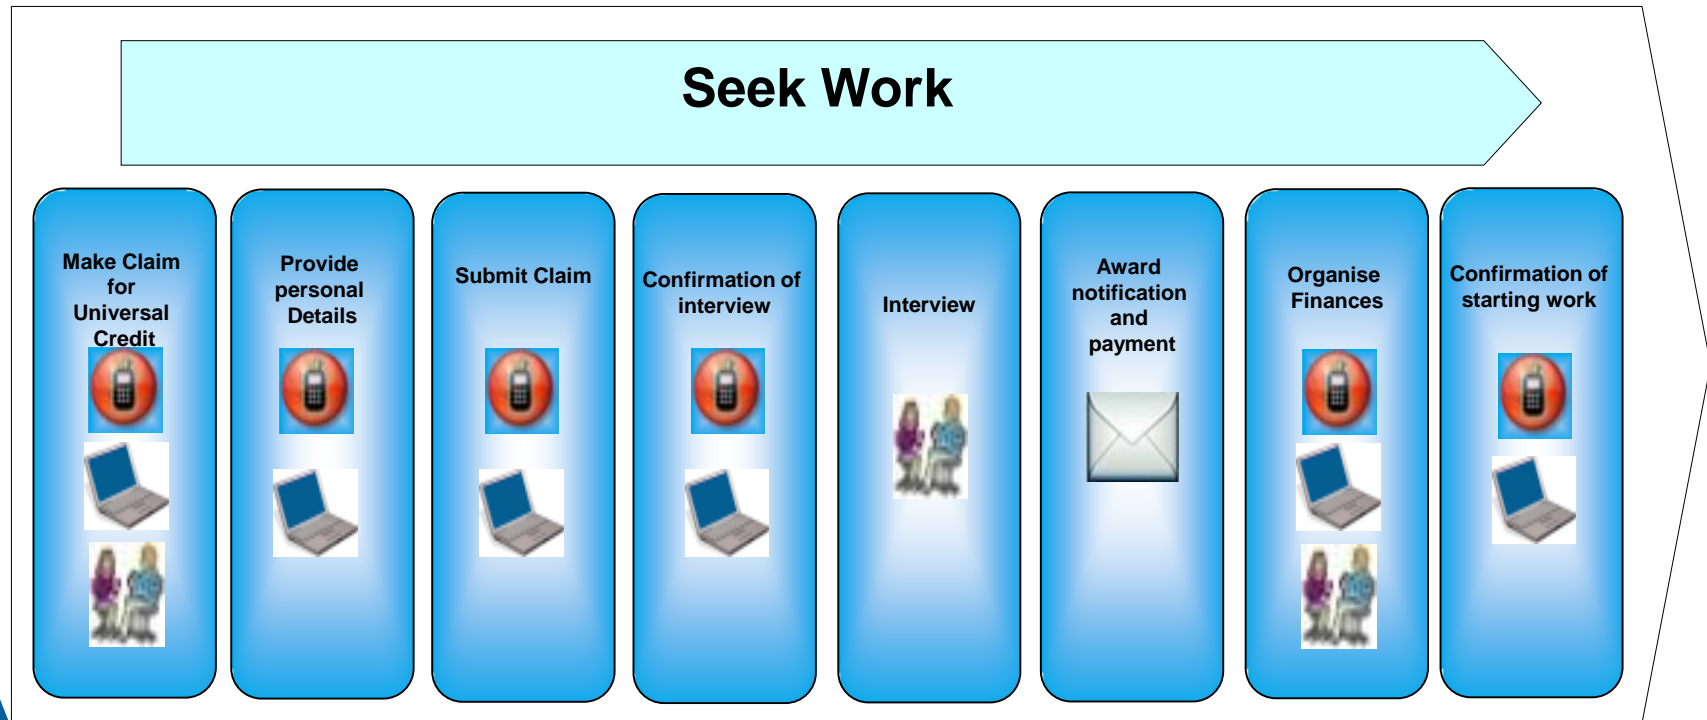 Seek Work
Make Claim
for
Universal
Credit
Provide
personal
Details
Submit Claim
Confirmation of
interview
Interview
Award
notification
and
payment
Organise
Finances
Confirmation of
starting work